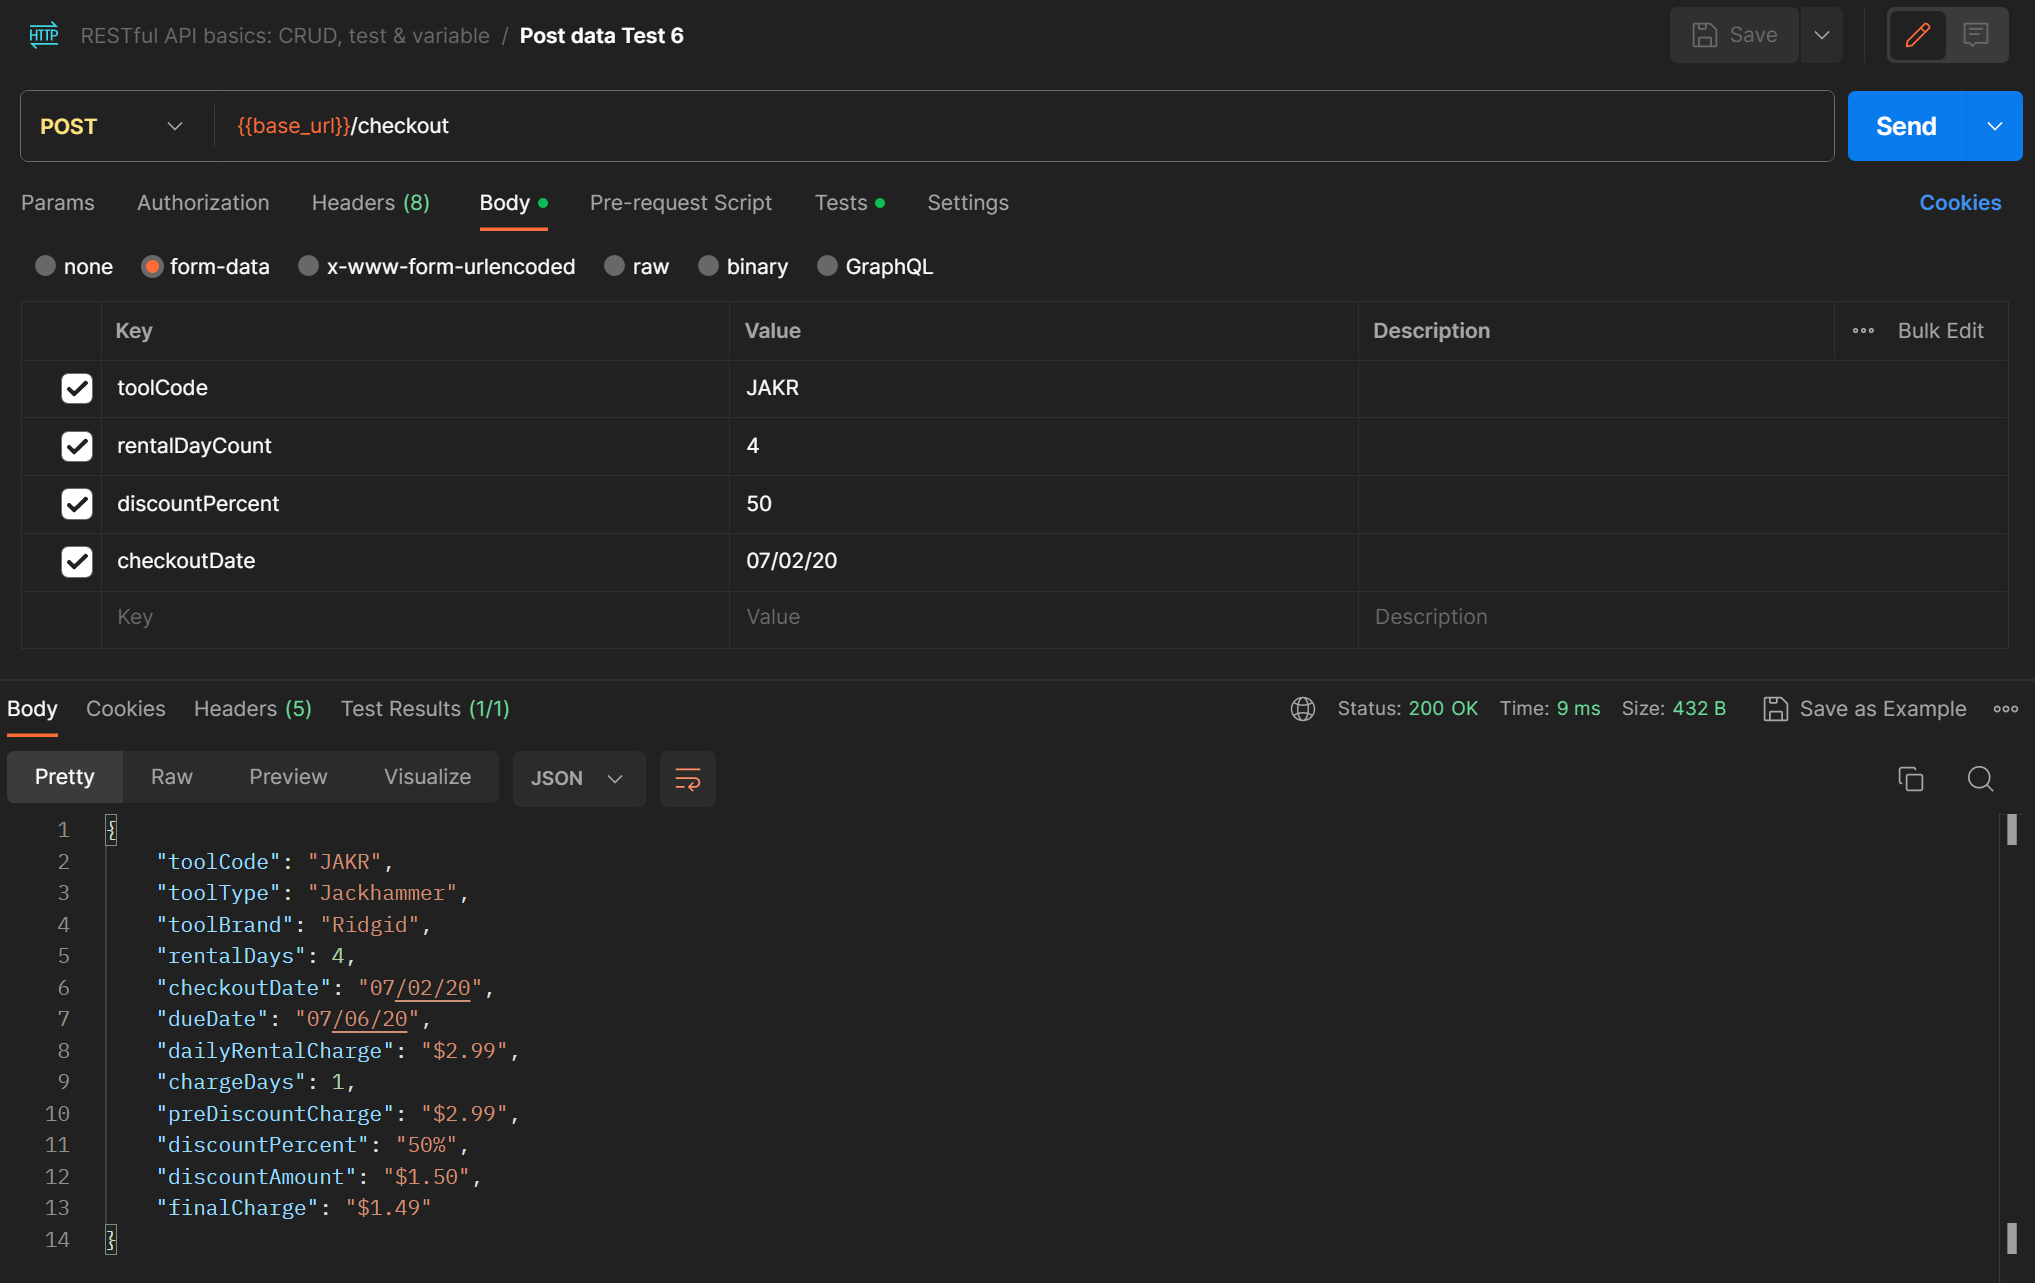 HTTP RESTful API basics: CRUD, test & variable / Post data Test 6 Save
POST {{base_url}}/checkout Send
Params Authorization Headers (8) Body Pre-request Script Tests Settings Cookies
none form-data x-www-form-urlencoded raw binary GraphQL
Key Value Description Bulk Edit
toolCode JAKR
rentalDayCount 4
discountPercent 50
checkoutDate 07/02/20
Key Value Description
Body Cookies Headers (5) Test Results (1/1) Status: 200 OK Time: 9 ms Size: 432 B Save as Example
Pretty Raw Preview Visualize JSON
1 {
2 "toolCode": "JAKR",
3 "toolType": "Jackhammer",
4 "toolBrand": "Ridgid",
5 "rentalDays": 4,
6 "checkoutDate": "07/02/20",
7 "dueDate": "07/06/20",
8 "dailyRentalCharge": "$2.99",
9 "chargeDays": 1,
10 "preDiscountCharge": "$2.99",
11 "discountPercent": "50%",
12 "discountAmount": "$1.50",
13 "finalCharge": "$1.49"
14 }